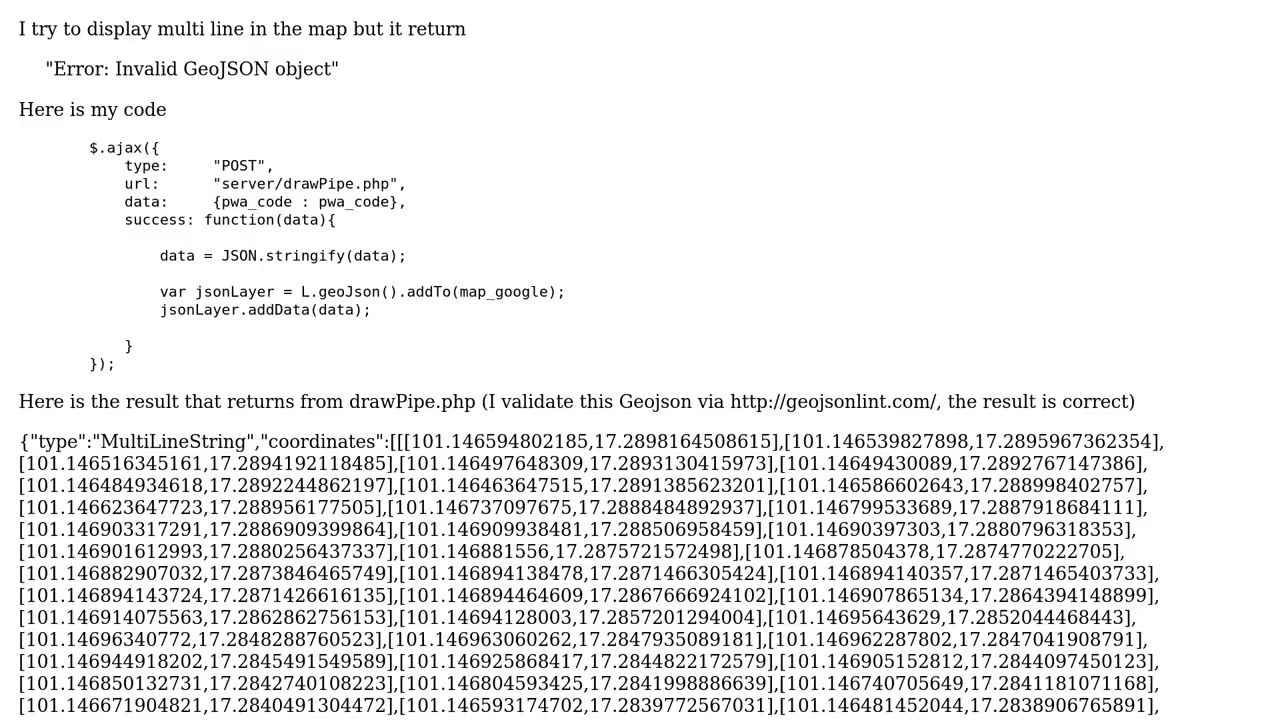 I try to display multi line in the map but it return
"Error: Invalid GeoJSON object"
Here is my code
$.ajax({
    type:     "POST",
    url:      "server/drawPipe.php",
    data:     {pwa_code : pwa_code},
    success: function(data){
        data = JSON.stringify(data);
        var jsonLayer = L.geoJson().addTo(map_google);
        jsonLayer.addData(data);
    }
});
Here is the result that returns from drawPipe.php (I validate this Geojson via http://geojsonlint.com/, the result is correct)
{"type":"MultiLineString","coordinates":[[[101.146594802185,17.2898164508615],[101.146539827898,17.2895967362354],
[101.146516345161,17.2894192118485],[101.146497648309,17.2893130415973],[101.14649430089,17.2892767147386],
[101.146484934618,17.2892244862197],[101.146463647515,17.2891385623201],[101.146586602643,17.288998402757],
[101.146623647723,17.288956177505],[101.146737097675,17.2888484892937],[101.146799533689,17.2887918684111],
[101.146903317291,17.2886909399864],[101.146909938481,17.288506958459],[101.14690397303,17.2880796318353],
[101.146901612993,17.2880256437337],[101.146881556,17.2875721572498],[101.146878504378,17.2874770222705],
[101.146882907032,17.2873846465749],[101.146894138478,17.2871466305424],[101.146894140357,17.2871465403733],
[101.146894143724,17.2871426616135],[101.146894464609,17.2867666924102],[101.146907865134,17.2864394148899],
[101.146914075563,17.2862862756153],[101.14694128003,17.2857201294004],[101.14695643629,17.2852044468443],
[101.14696340772,17.2848288760523],[101.146963060262,17.2847935089181],[101.146962287802,17.2847041908791],
[101.146944918202,17.2845491549589],[101.146925868417,17.2844822172579],[101.146905152812,17.2844097450123],
[101.146850132731,17.2842740108223],[101.146804593425,17.2841998886639],[101.146740705649,17.2841181071168],
[101.146671904821,17.2840491304472],[101.146593174702,17.2839772567031],[101.146481452044,17.2838906765891],